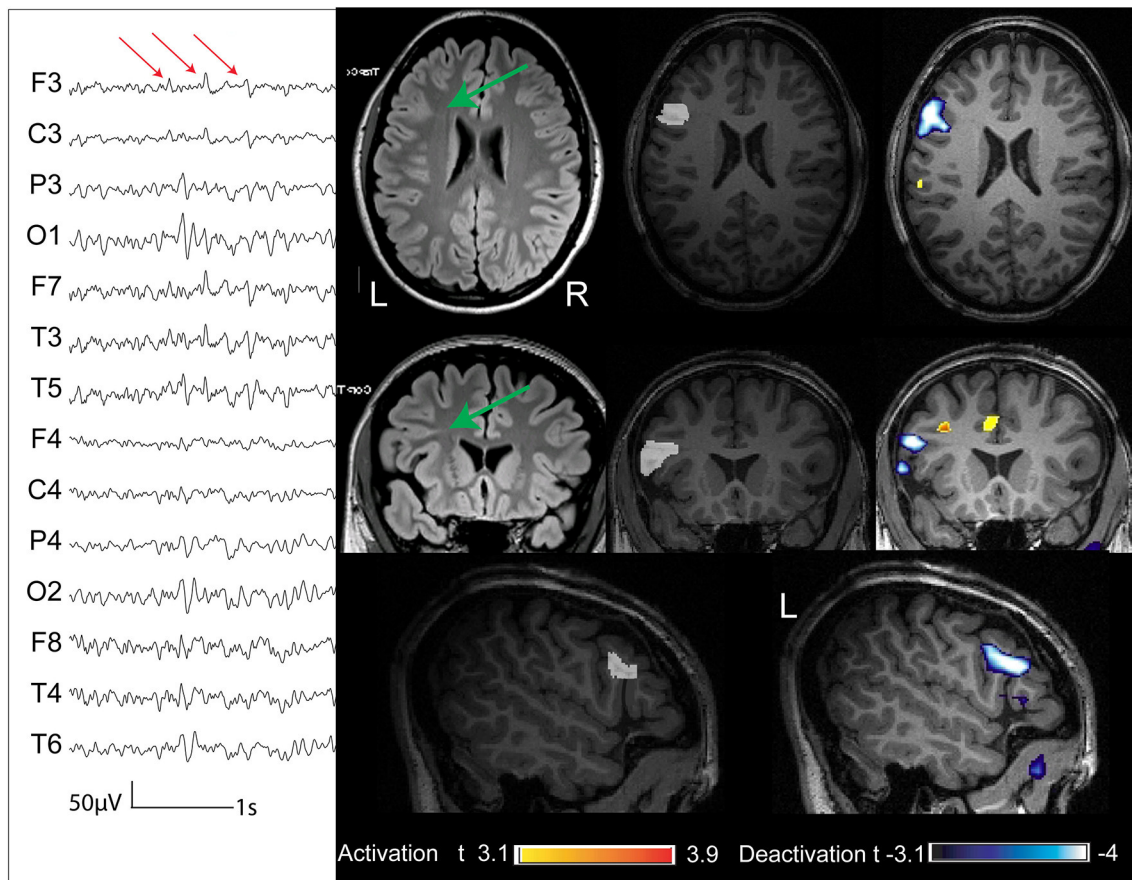 F3
C3
P3
O1
F7
T3
T5
F4
C4
P4
O2
F8
T4
T6
50µV
1s
L
R
L
Activation t 3.1
3.9
Deactivation t -3.1
-4